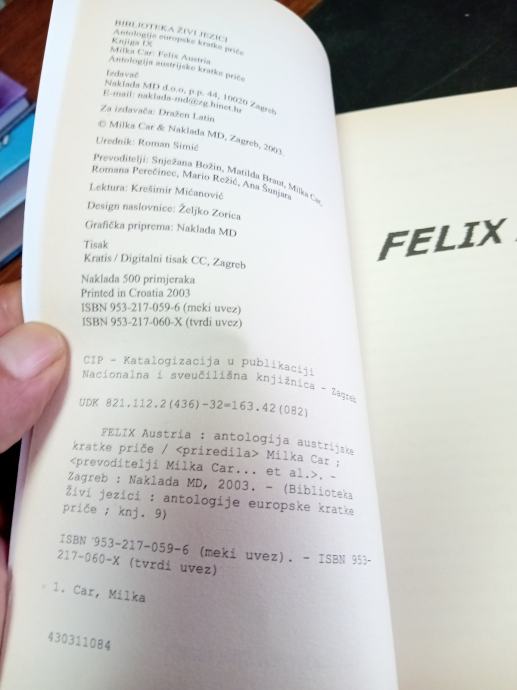 BIBLIOTEKA ŽIVI JEZICI
Antologije europske kratke priče
Knjiga IX
Milka Car: Felix Austria
Antologija austrijske kratke priče
Izdavač
Naklada MD d.o.o, p.p. 44, 10020 Zagreb
E-mail: naklada-md@zg.hinet.hr
Za izdavača: Dražen Latin
© Milka Car & Naklada MD, Zagreb, 2003.
Urednik: Roman Simić
Prevoditelji: Snježana Božin, Matilda Braut, Milka Car,
Romana Perečinec, Mario Režić, Ana Šunjara
Lektura: Krešimir Mićanović
Design naslovnice: Željko Zorica
Grafička priprema: Naklada MD
Tisak
Kratis / Digitalni tisak CC, Zagreb
Naklada 500 primjeraka
Printed in Croatia 2003
ISBN 953-217-059-6 (meki uvez)
ISBN 953-217-060-X (tvrdi uvez)
CIP - Katalogizacija u publikaciji
Nacionalna i sveučilišna knjižnica - Zagreb
UDK 821.112.2(436)-32=163.42(082)
FELIX Austria : antologija austrijske
kratke priče / <priredila> Milka Car ;
<prevoditelji Milka Car... et al.>. -
Zagreb : Naklada MD, 2003. - (Biblioteka
Živi jezici : antologije europske kratke
priče ; knj. 9)
ISBN 953-217-059-6 (meki uvez). - ISBN 953-
217-060-X (tvrdi uvez)
1. Car, Milka
430311084
FELIX